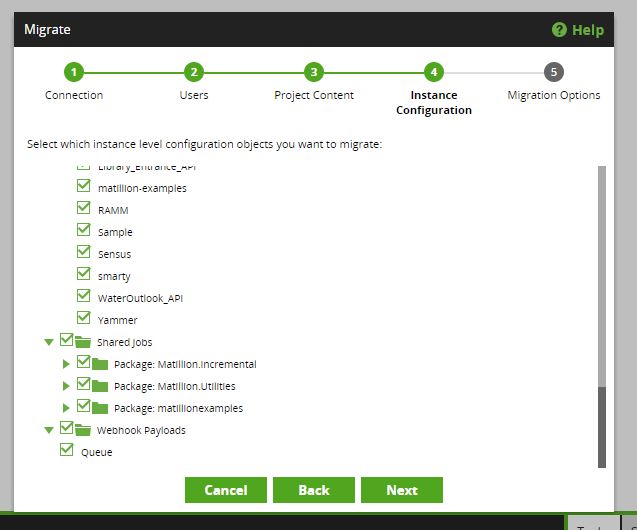 Migrate
? Help
1 2 3 4 5
Connection Users Project Content Instance Configuration Migration Options
Select which instance level configuration objects you want to migrate:
Library_Entrance_API
matillion-examples
RAMM
Sample
Sensus
smarty
WaterOutlook_API
Yammer
Shared Jobs
Package: Matillion.Incremental
Package: Matillion.Utilities
Package: matillionexamples
Webhook Payloads
Queue
Cancel Back Next